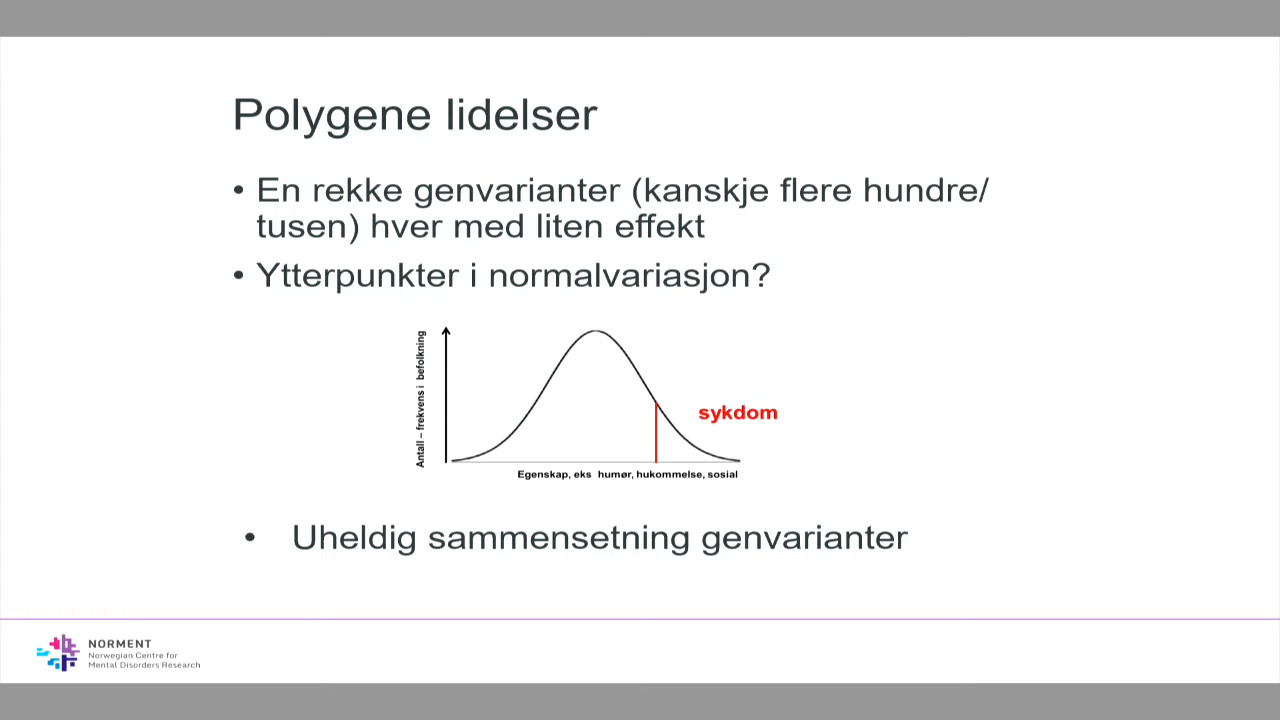 Polygene lidelser
• En rekke genvarianter (kanskje flere hundre/
tusen) hver med liten effekt
• Ytterpunkter i normalvariasjon?
Antall – frekvens i befolkning
sykdom
Egenskap, eks humør, hukommelse, sosial
• Uheldig sammensetning genvarianter
NORMENT
Norwegian Centre for
Mental Disorders Research